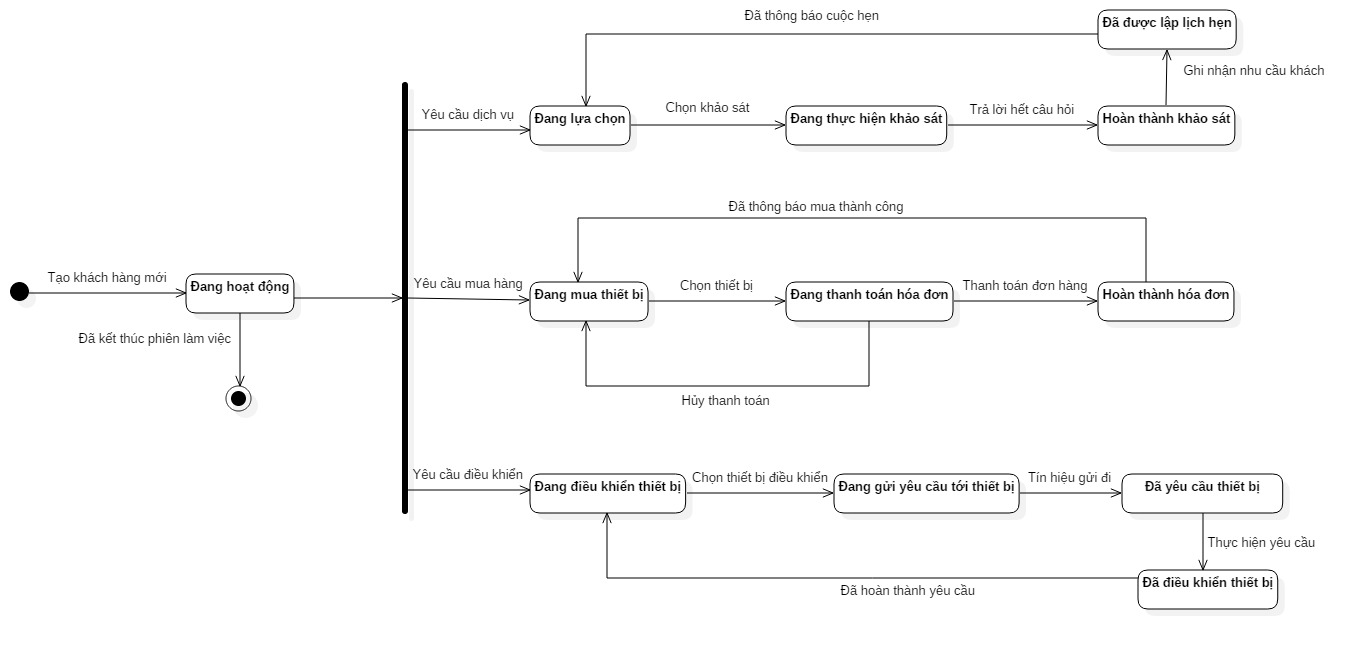 Đã thông báo cuộc hẹn
Đã được lập lịch hẹn
Ghi nhận nhu cầu khách
Yêu cầu dịch vụ
Đang lựa chọn
Chọn khảo sát
Đang thực hiện khảo sát
Trả lời hết câu hỏi
Hoàn thành khảo sát
Đã thông báo mua thành công
Tạo khách hàng mới
Đang hoạt động
Yêu cầu mua hàng
Đang mua thiết bị
Chọn thiết bị
Đang thanh toán hóa đơn
Thanh toán đơn hàng
Hoàn thành hóa đơn
Đã kết thúc phiên làm việc
Hủy thanh toán
Yêu cầu điều khiển
Đang điều khiển thiết bị
Chọn thiết bị điều khiển
Đang gửi yêu cầu tới thiết bị
Tín hiệu gửi đi
Đã yêu cầu thiết bị
Thực hiện yêu cầu
Đã điều khiển thiết bị
Đã hoàn thành yêu cầu